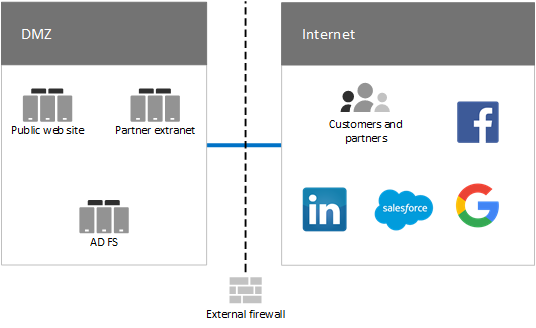 DMZ
Internet
Public web site
Partner extranet
Customers and
partners
f
in
salesforce
G
AD FS
External firewall